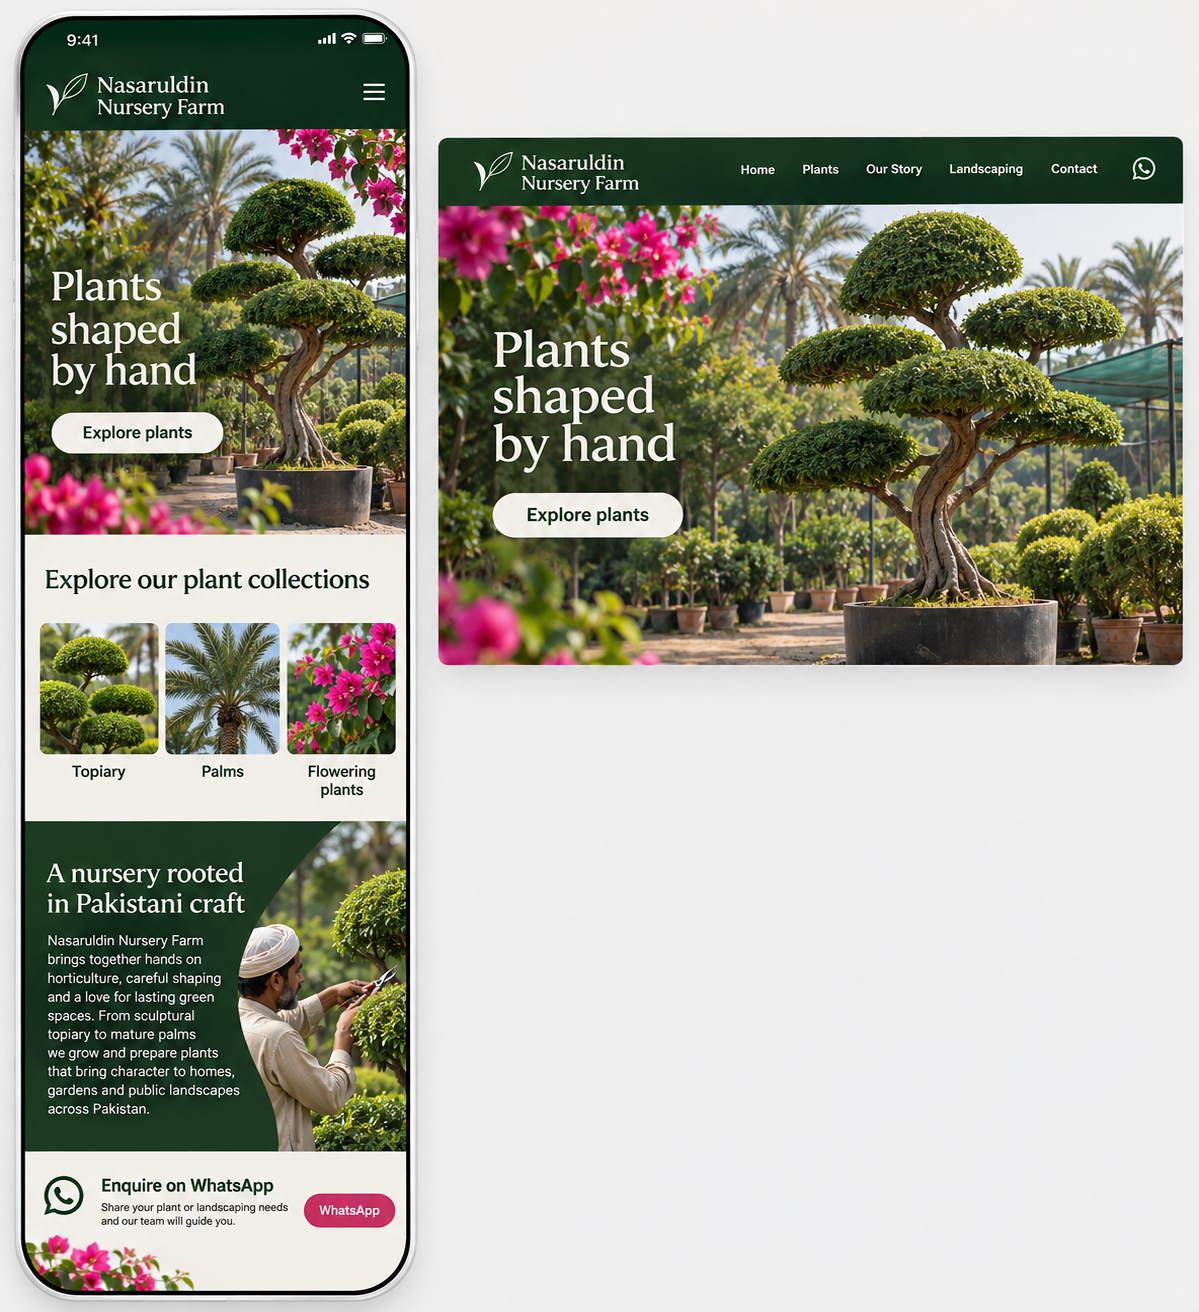 9:41
Nasaruldin
Nursery Farm
Plants
shaped
by hand
Explore plants
Explore our plant collections
Topiary
Palms
Flowering
plants
A nursery rooted
in Pakistani craft
Nasaruldin Nursery Farm
brings together hands on
horticulture, careful shaping
and a love for lasting green
spaces. From sculptural
topiary to mature palms
we grow and prepare plants
that bring character to homes,
gardens and public landscapes
across Pakistan.
Enquire on WhatsApp
Share your plant or landscaping needs
and our team will guide you.
WhatsApp
Nasaruldin
Nursery Farm
Home Plants Our Story Landscaping Contact
Plants
shaped
by hand
Explore plants